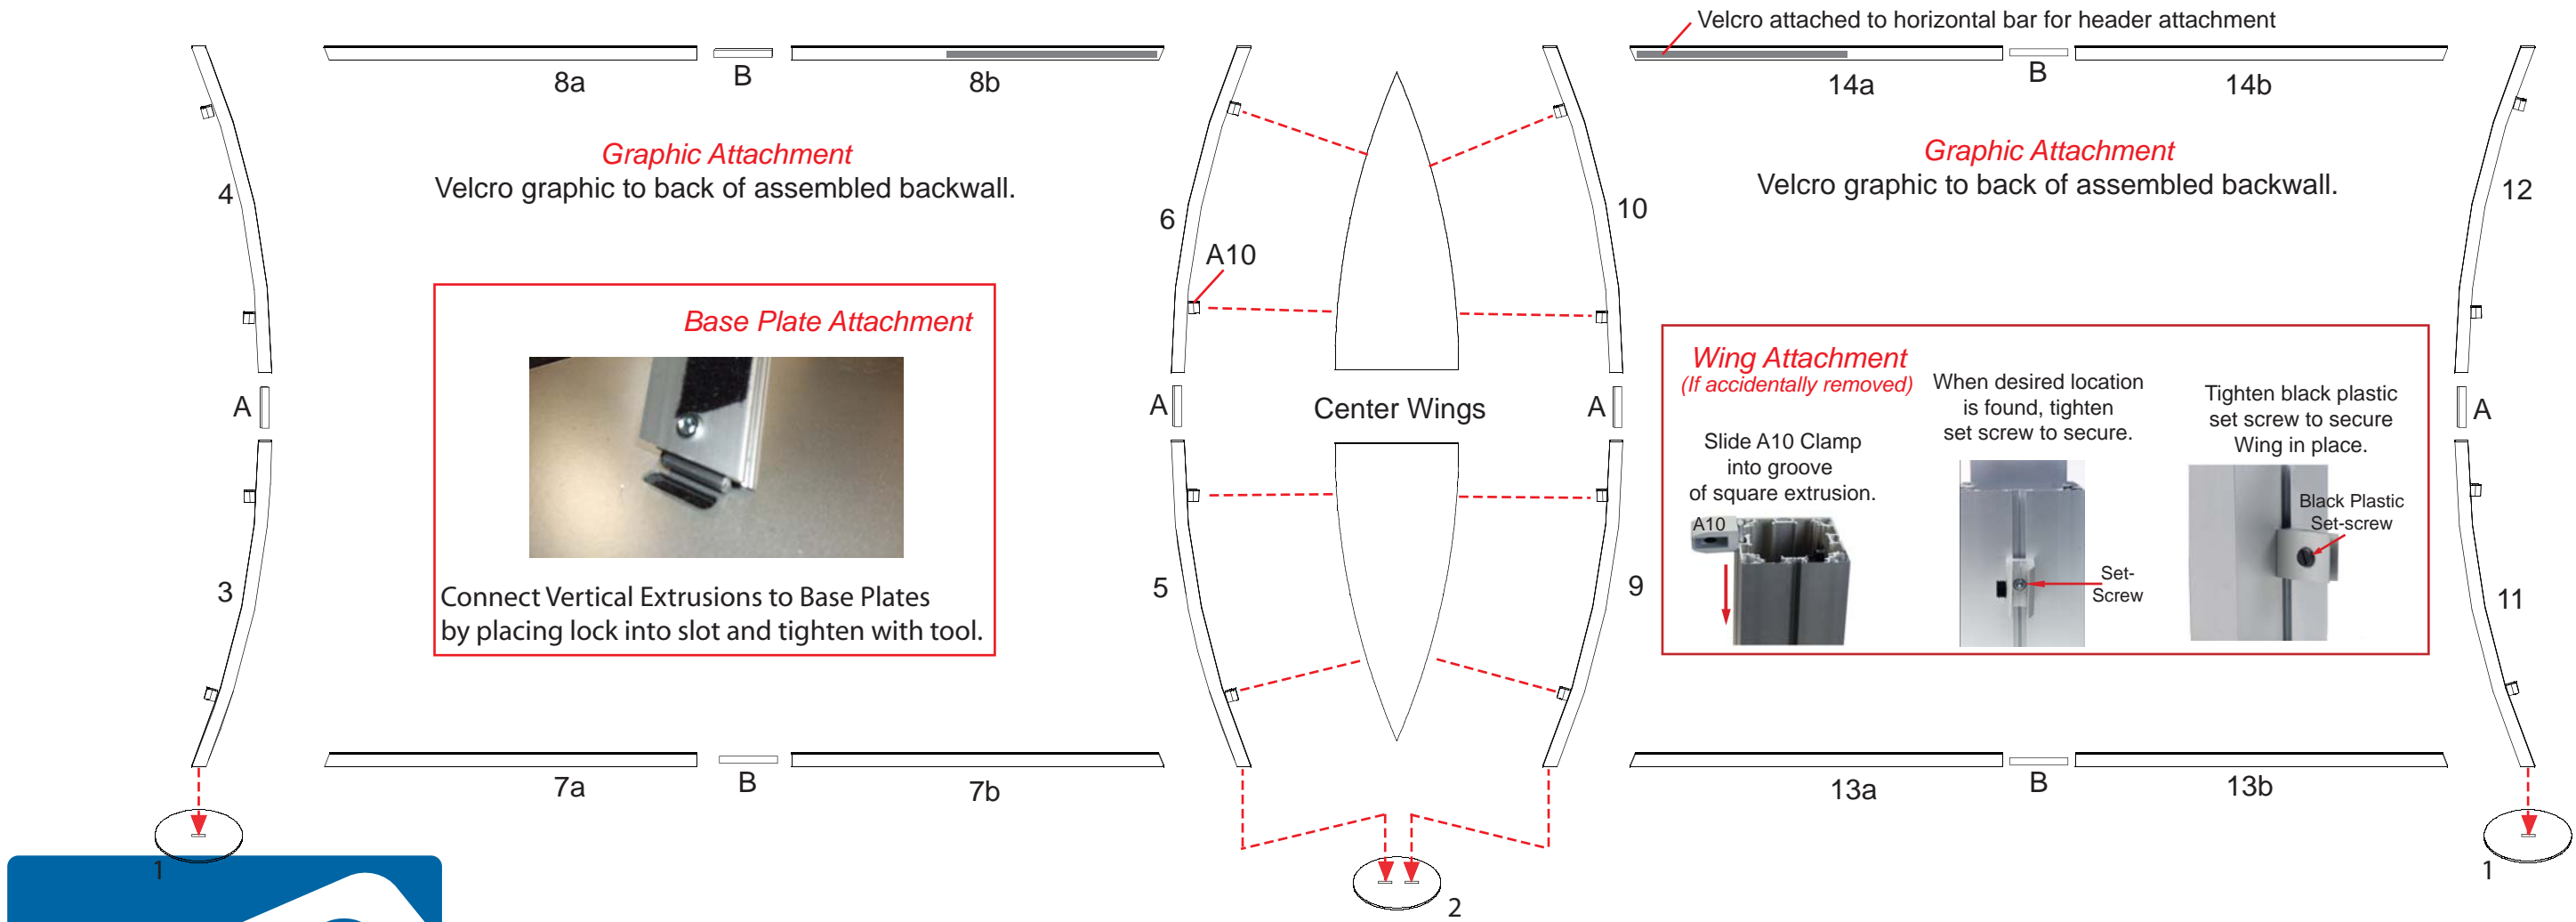 Velcro attached to horizontal bar for header attachment
8a
B
8b
14a
B
14b
Graphic Attachment
Velcro graphic to back of assembled backwall.
Graphic Attachment
Velcro graphic to back of assembled backwall.
4
6
10
12
A10
Base Plate Attachment
Connect Vertical Extrusions to Base Plates
by placing lock into slot and tighten with tool.
Wing Attachment
(If accidentally removed)
Slide A10 Clamp
into groove
of square extrusion.
A10
When desired location
is found, tighten
set screw to secure.
Set-
Screw
Tighten black plastic
set screw to secure
Wing in place.
Black Plastic
Set-screw
A
A
Center Wings
A
A
3
5
9
11
7a
B
7b
13a
B
13b
1
2
1